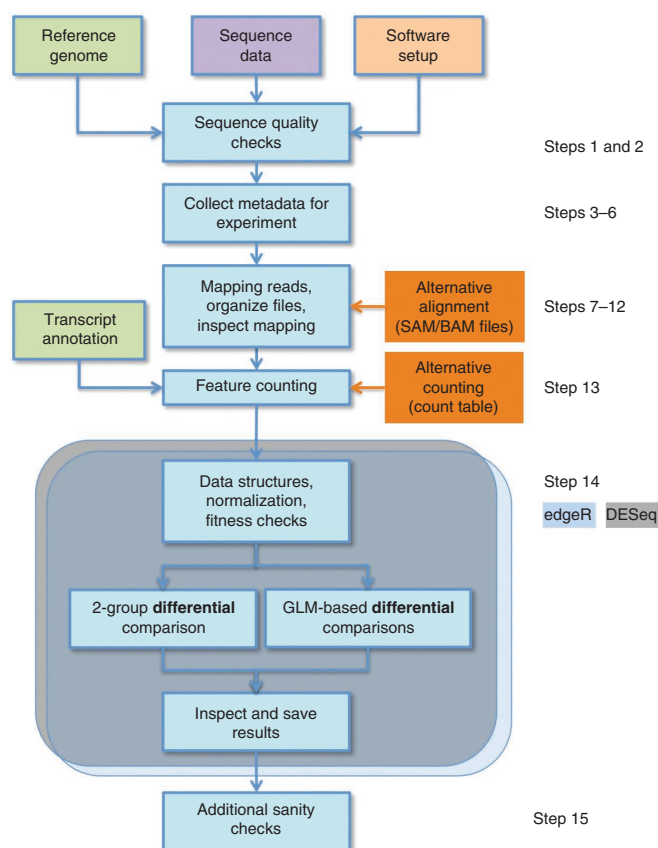 Reference
genome
Sequence
data
Software
setup
Sequence quality
checks
Steps 1 and 2
Collect metadata for
experiment
Steps 3–6
Mapping reads,
organize files,
inspect mapping
Alternative
alignment
(SAM/BAM files)
Steps 7–12
Transcript
annotation
Feature counting
Alternative
counting
(count table)
Step 13
Data structures,
normalization,
fitness checks
Step 14
edgeR
DESeq
2-group differential
comparison
GLM-based differential
comparisons
Inspect and save
results
Additional sanity
checks
Step 15